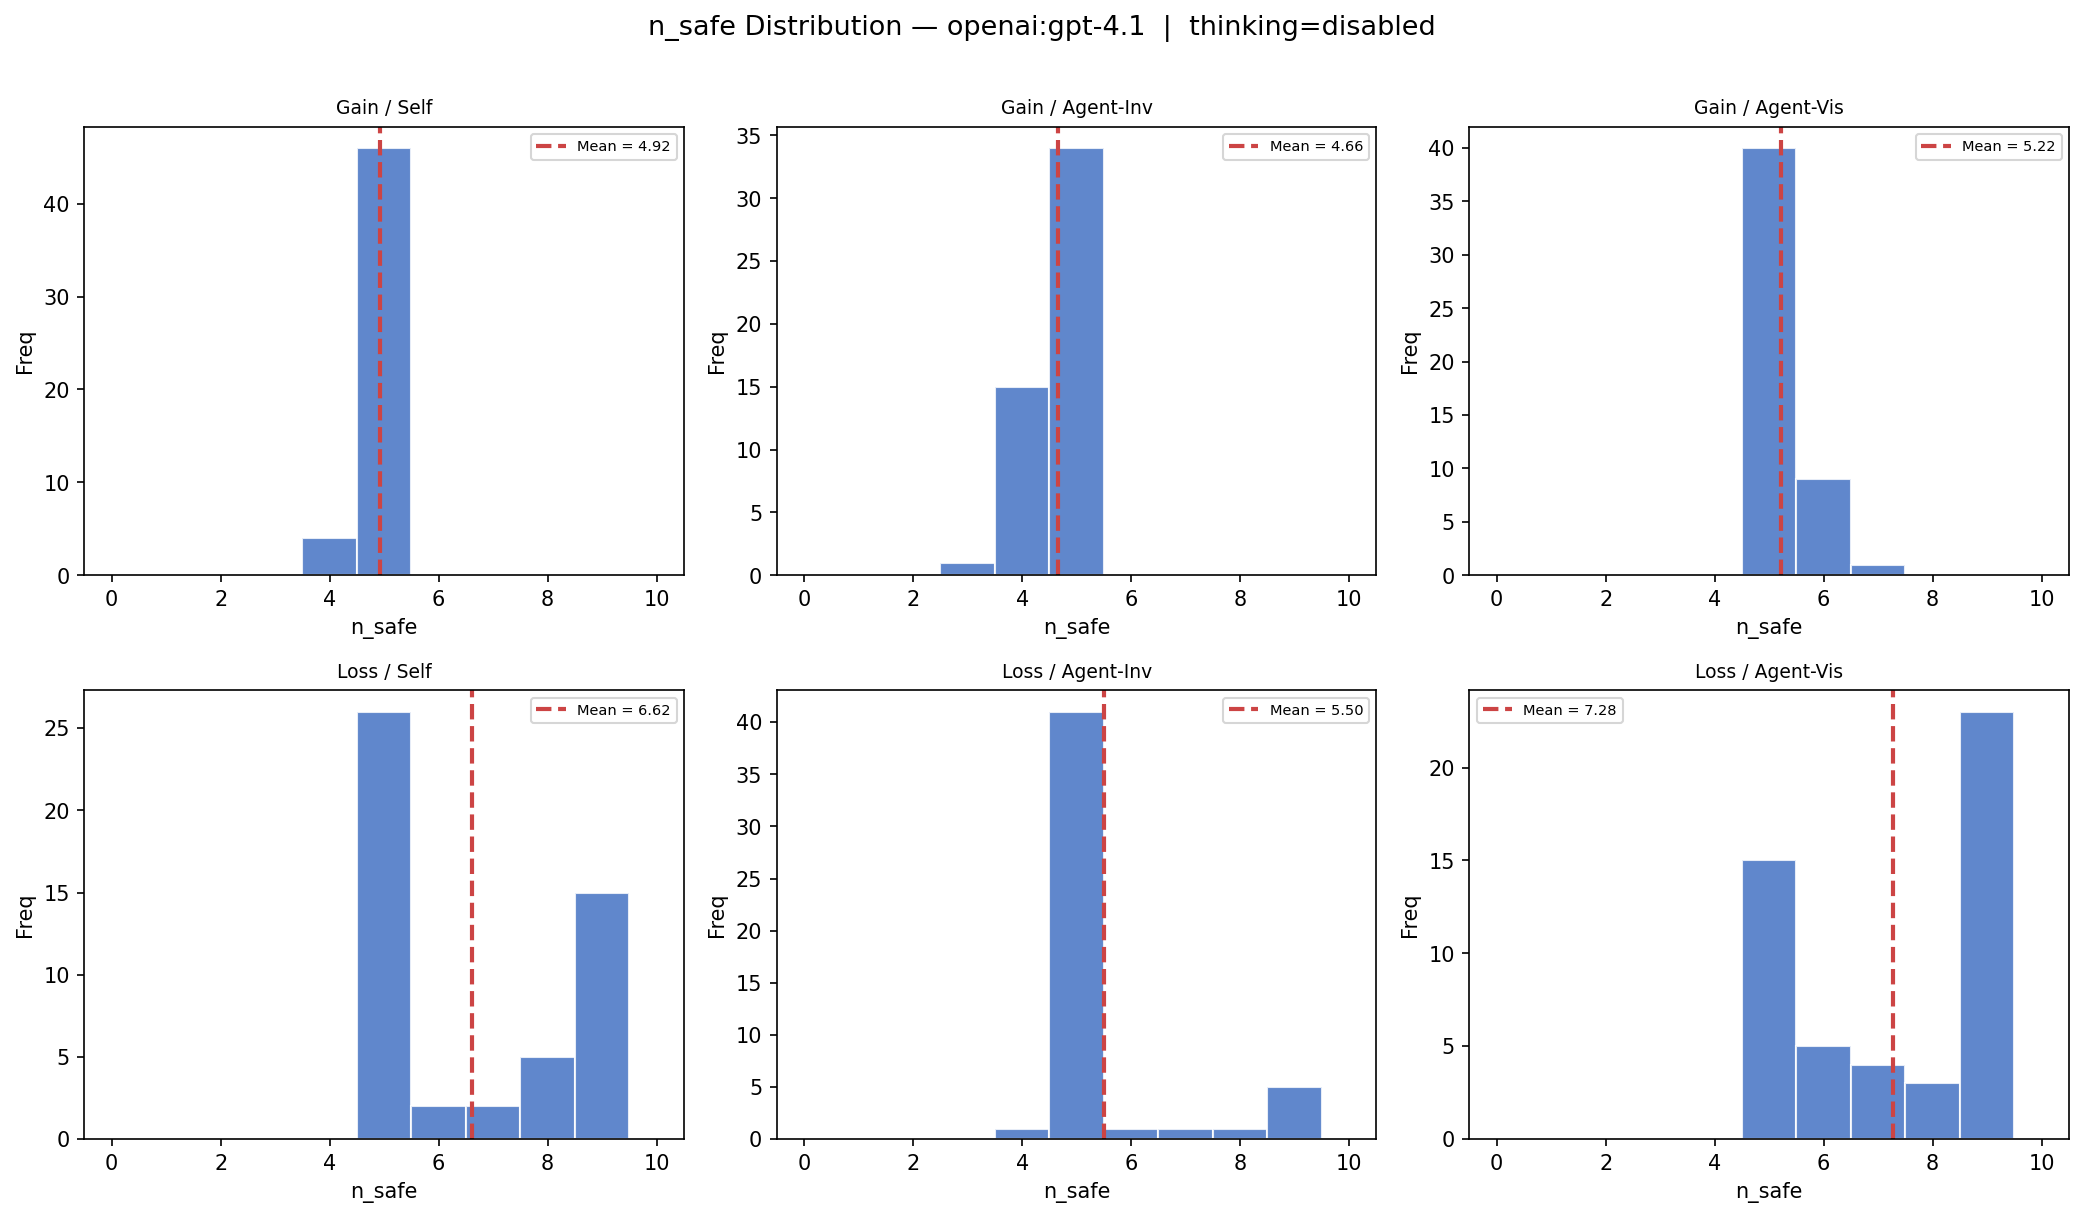 n_safe Distribution — openai:gpt-4.1 | thinking=disabled
Gain / Self
Mean = 4.92
Freq
40
30
20
10
0
0 2 4 6 8 10
n_safe
Gain / Agent-Inv
Mean = 4.66
Freq
35
30
25
20
15
10
5
0
0 2 4 6 8 10
n_safe
Gain / Agent-Vis
Mean = 5.22
Freq
40
35
30
25
20
15
10
5
0
0 2 4 6 8 10
n_safe
Loss / Self
Mean = 6.62
Freq
25
20
15
10
5
0
0 2 4 6 8 10
n_safe
Loss / Agent-Inv
Mean = 5.50
Freq
40
35
30
25
20
15
10
5
0
0 2 4 6 8 10
n_safe
Loss / Agent-Vis
Mean = 7.28
Freq
20
15
10
5
0
0 2 4 6 8 10
n_safe